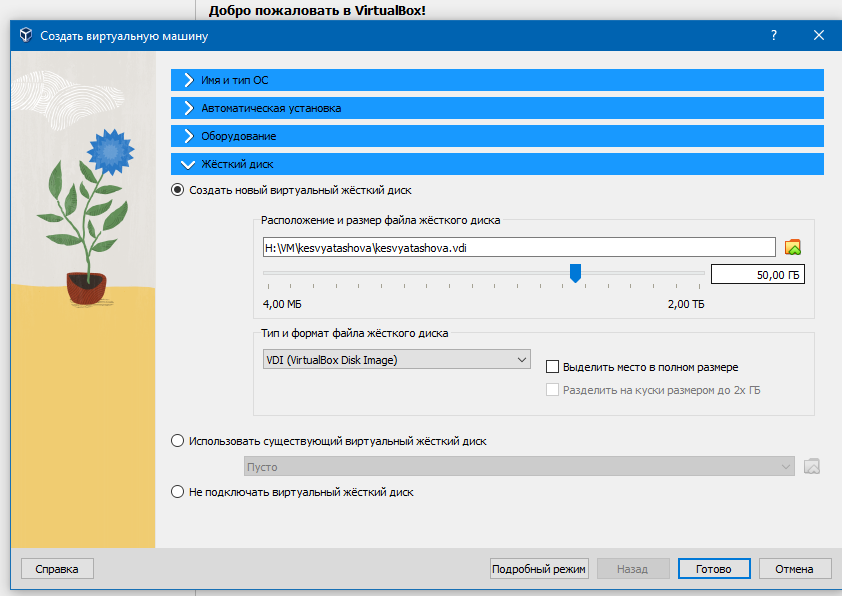 Добро пожаловать в VirtualBox!
Создать виртуальную машину
?
Имя и тип ОС
Автоматическая установка
Оборудование
Жёсткий диск
Создать новый виртуальный жёсткий диск
Расположение и размер файла жёсткого диска
H:\VM\kesvyatashova\kesvyatashova.vdi
50,00 ГБ
4,00 МБ 2,00 ТБ
Тип и формат файла жёсткого диска
VDI (VirtualBox Disk Image)
Выделить место в полном размере
Разделить на куски размером до 2х ГБ
Использовать существующий виртуальный жёсткий диск
Пусто
Не подключать виртуальный жёсткий диск
Справка Подробный режим Назад Готово Отмена